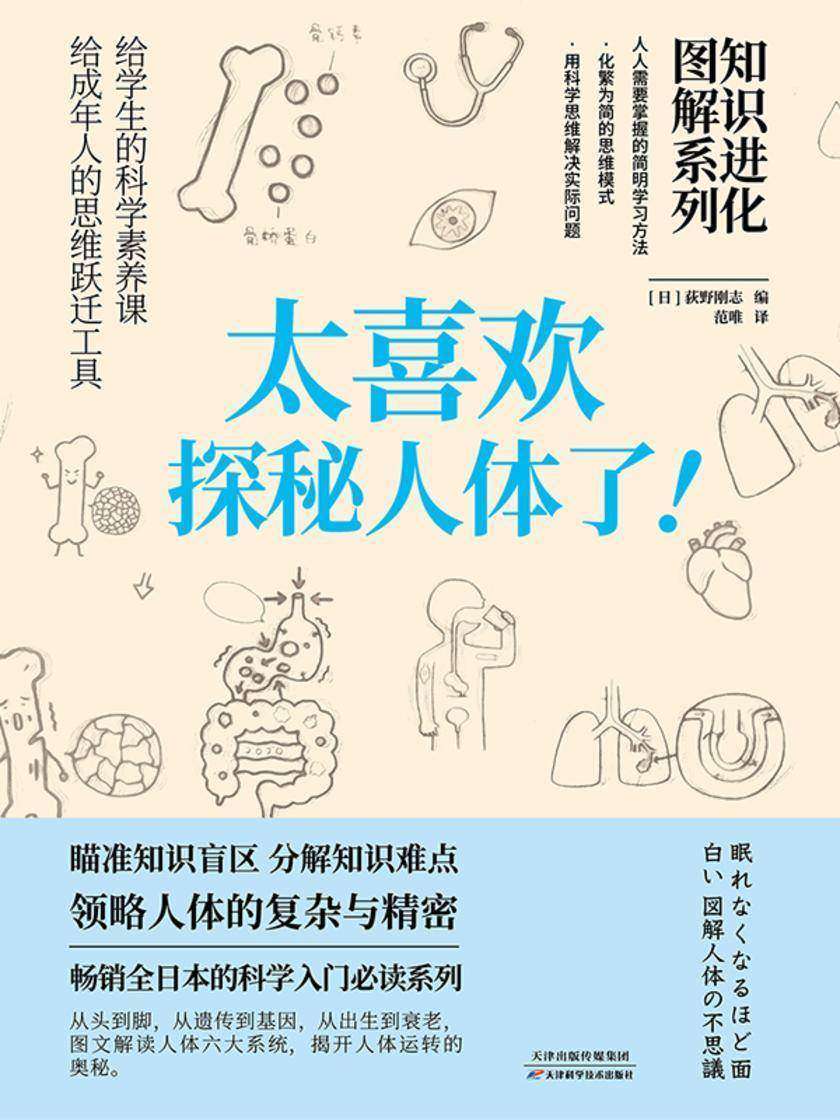 知识进化
图解系列
人人需要掌握的简明学习方法
·化繁为简的思维模式
·用科学思维解决实际问题
[日]荻野刚志 编
范唯 译
给学生的科学素养课
给成年人的思维跃迁工具
骨钙素
骨桥蛋白
太喜欢
探秘人体了!
瞄准知识盲区 分解知识难点
领略人体的复杂与精密
畅销全日本的科学入门必读系列
从头到脚，从遗传到基因，从出生到衰老，
图文解读人体六大系统，揭开人体运转的
奥秘。
眠れなくなるほど面
白い 図解人体の不思議
天津出版传媒集团
天津科学技术出版社